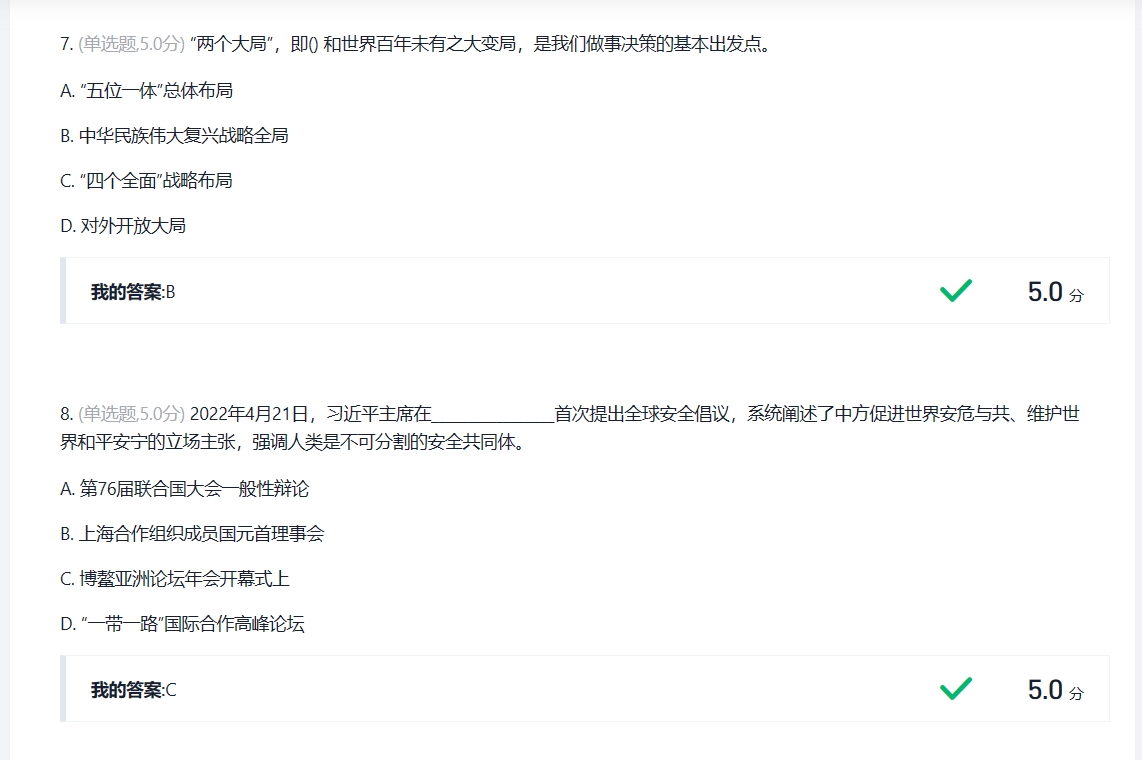 7. (单选题,5.0分) “两个大局”，即() 和世界百年未有之大变局，是我们做事决策的基本出发点。
A. “五位一体”总体布局
B. 中华民族伟大复兴战略全局
C. “四个全面”战略布局
D. 对外开放大局
我的答案:B 5.0 分
8. (单选题,5.0分) 2022年4月21日，习近平主席在______________首次提出全球安全倡议，系统阐述了中方促进世界安危与共、维护世
界和平安宁的立场主张，强调人类是不可分割的安全共同体。
A. 第76届联合国大会一般性辩论
B. 上海合作组织成员国元首理事会
C. 博鳌亚洲论坛年会开幕式上
D. “一带一路”国际合作高峰论坛
我的答案:C 5.0 分